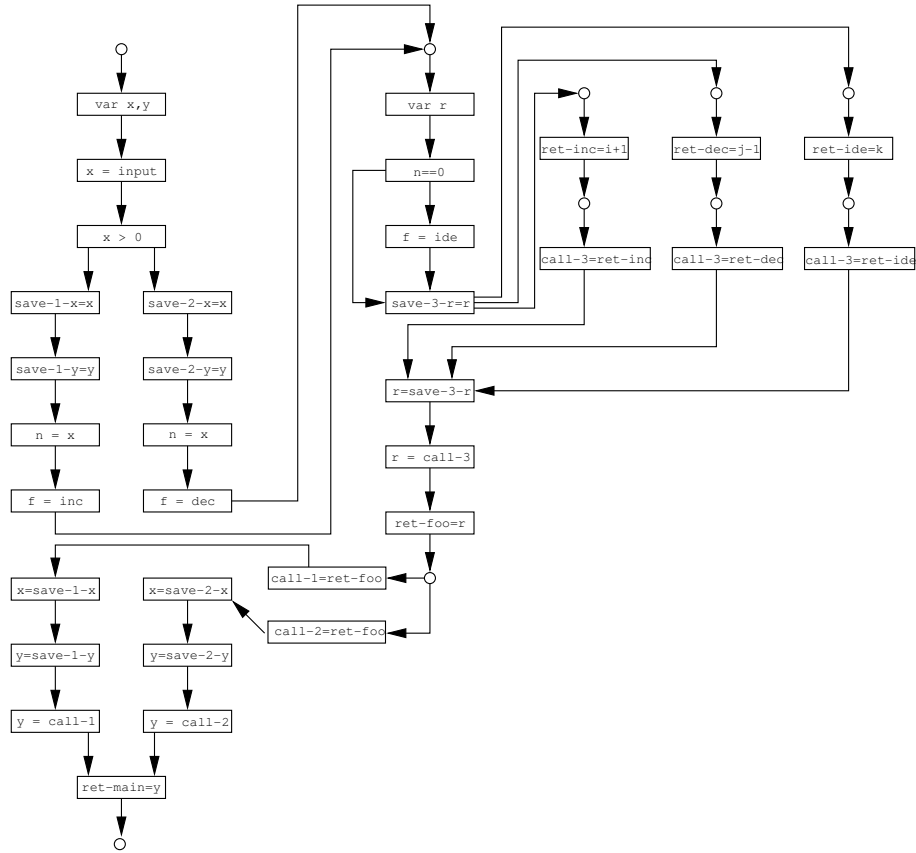 var x,y
x = input
x > 0
save-1-x=x
save-1-y=y
n = x
f = inc
save-2-x=x
save-2-y=y
n = x
f = dec
var r
n==0
f = ide
save-3-r=r
ret-inc=i+1
call-3=ret-inc
ret-dec=j-1
call-3=ret-dec
ret-ide=k
call-3=ret-ide
r=save-3-r
r = call-3
ret-foo=r
call-1=ret-foo
call-2=ret-foo
x=save-1-x
y=save-1-y
y = call-1
x=save-2-x
y=save-2-y
y = call-2
ret-main=y